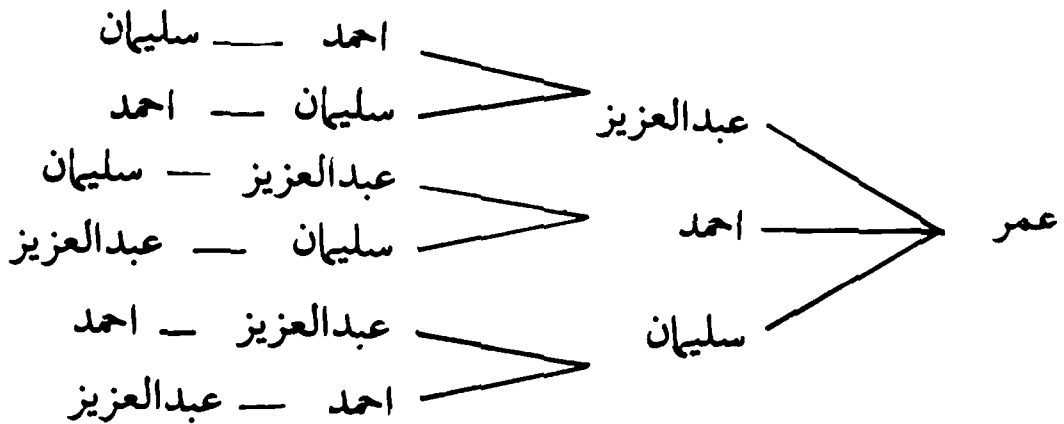 احمد — سليمان
سليمان — احمد
عبدالعزيز
عبدالعزيز — سليمان
عمر
احمد
سليمان — عبدالعزيز
عبدالعزيز — احمد
سليمان
احمد — عبدالعزيز